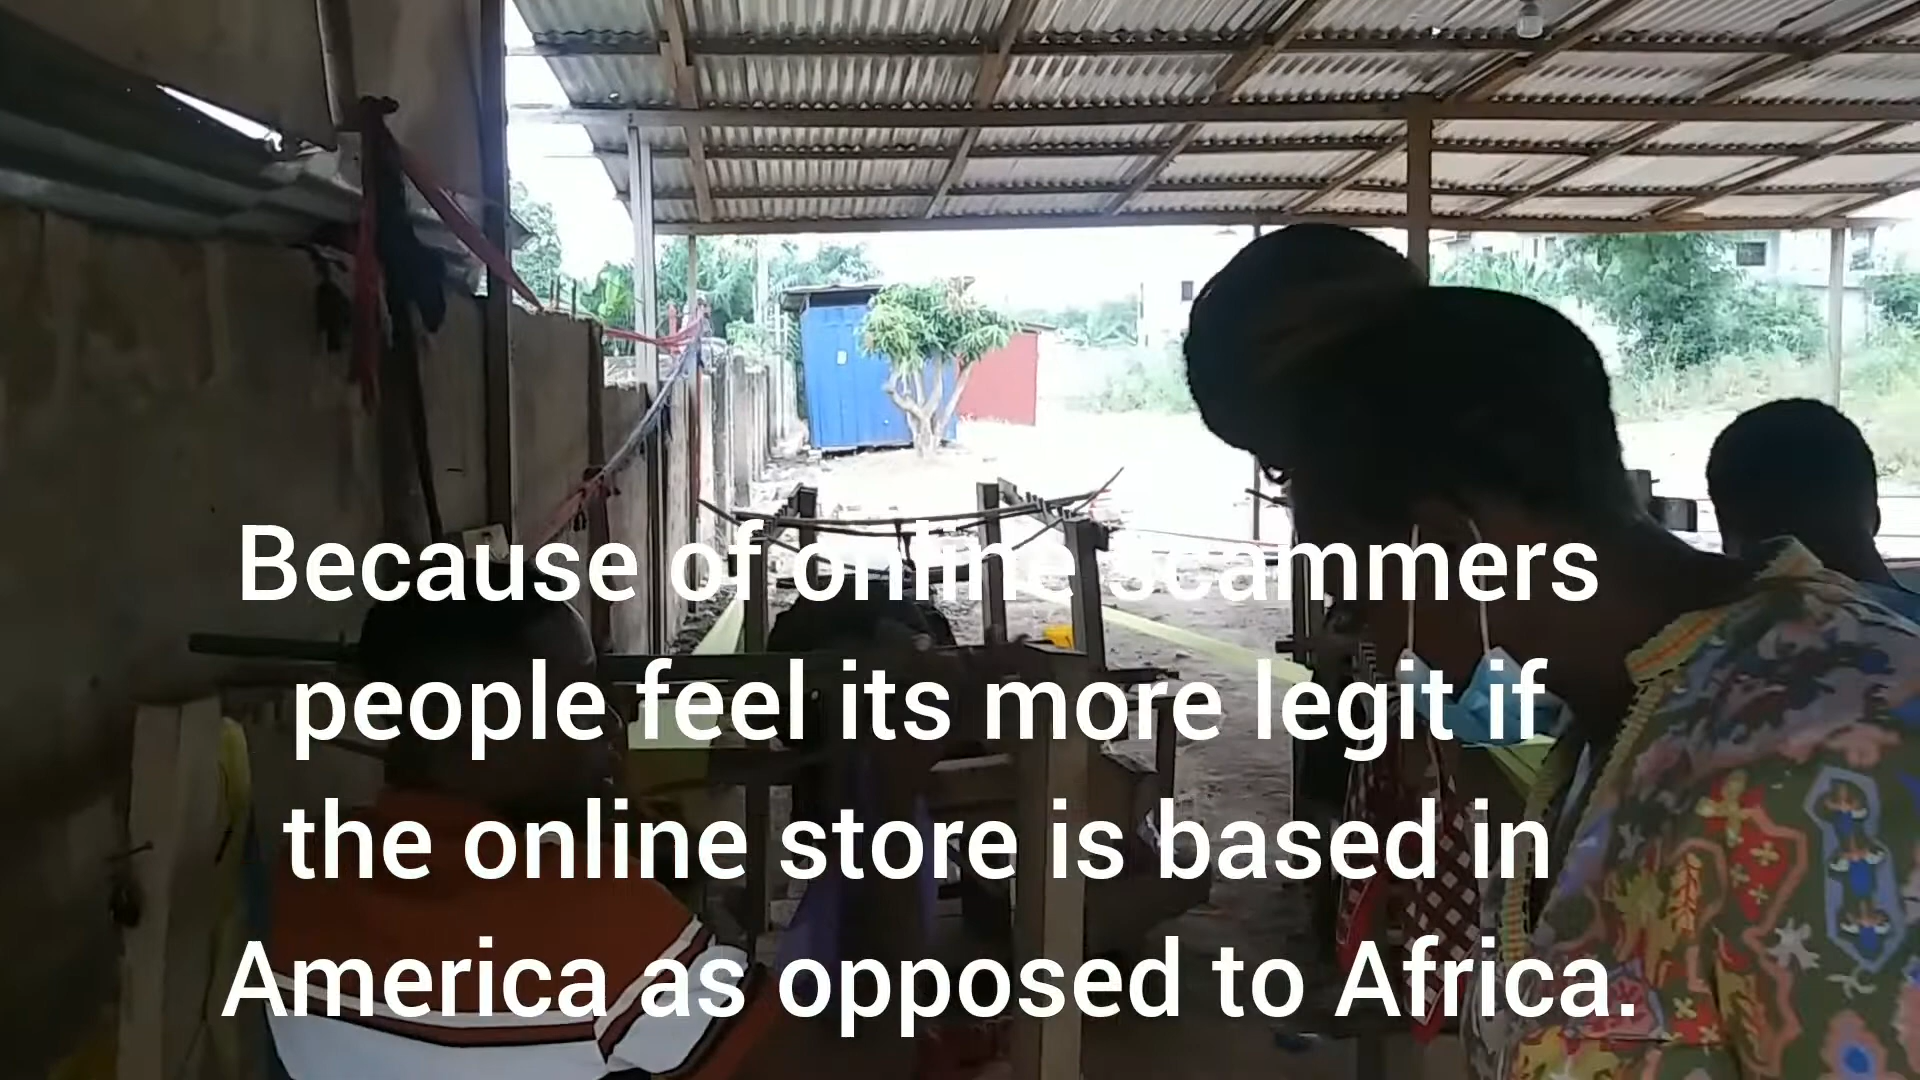 Because of online scammers
people feel its more legit if
the online store is based in
America as opposed to Africa.